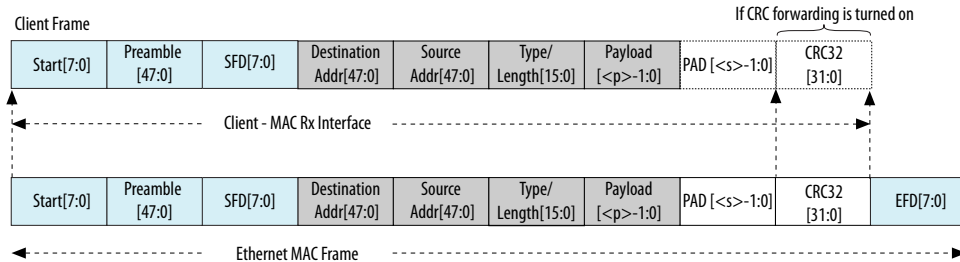 If CRC forwarding is turned on
Client Frame
Start[7:0]
Preamble
[47:0]
SFD[7:0]
Destination
Addr[47:0]
Source
Addr[47:0]
Type/
Length[15:0]
Payload
[<p>-1:0]
PAD [<s>-1:0]
CRC32
[31:0]
Client - MAC Rx Interface
Start[7:0]
Preamble
[47:0]
SFD[7:0]
Destination
Addr[47:0]
Source
Addr[47:0]
Type/
Length[15:0]
Payload
[<p>-1:0]
PAD [<s>-1:0]
CRC32
[31:0]
EFD[7:0]
Ethernet MAC Frame